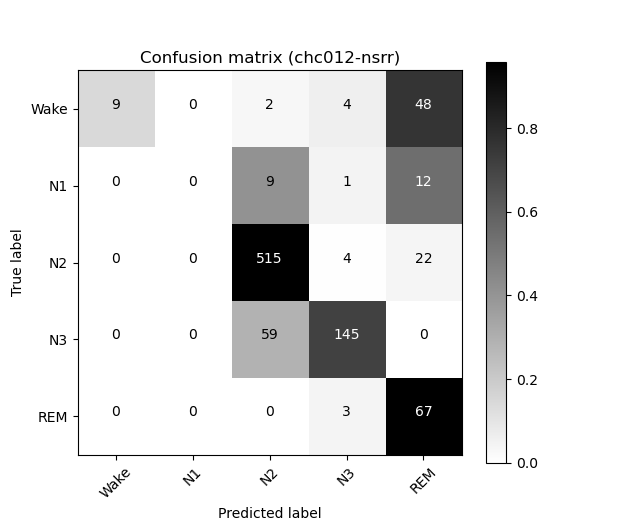 Confusion matrix (chc012-nsrr)
True label
Wake 9 0 2 4 48
N1 0 0 9 1 12
N2 0 0 515 4 22
N3 0 0 59 145 0
REM 0 0 0 3 67
Wake N1 N2 N3 REM
Predicted label
0.8
0.6
0.4
0.2
0.0